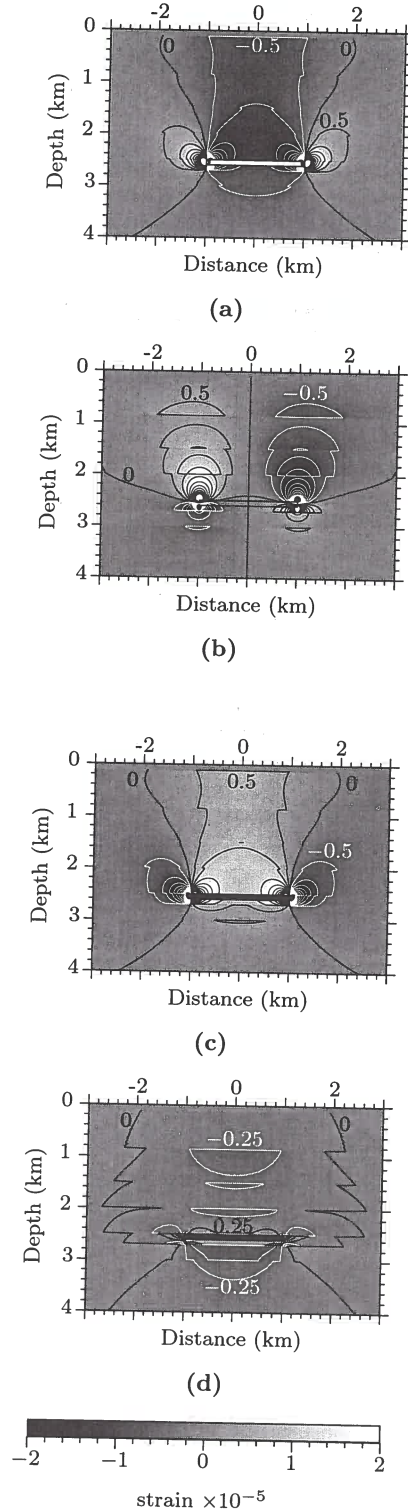 -2 0 2
0
0 −0.5 0
1
2
0.5
3
4
Depth (km)
Distance (km)
(a)
-2 0 2
0
0.5 −0.5
1
2
0
3
4
Depth (km)
Distance (km)
(b)
-2 0 2
0
0 0.5 0
1
−0.5
2
3
4
Depth (km)
Distance (km)
(c)
-2 0 2
0
0 −0.25 0
1
2
0.25
3
−0.25
4
Depth (km)
Distance (km)
(d)
−2 −1 0 1 2
strain ×10⁻⁵